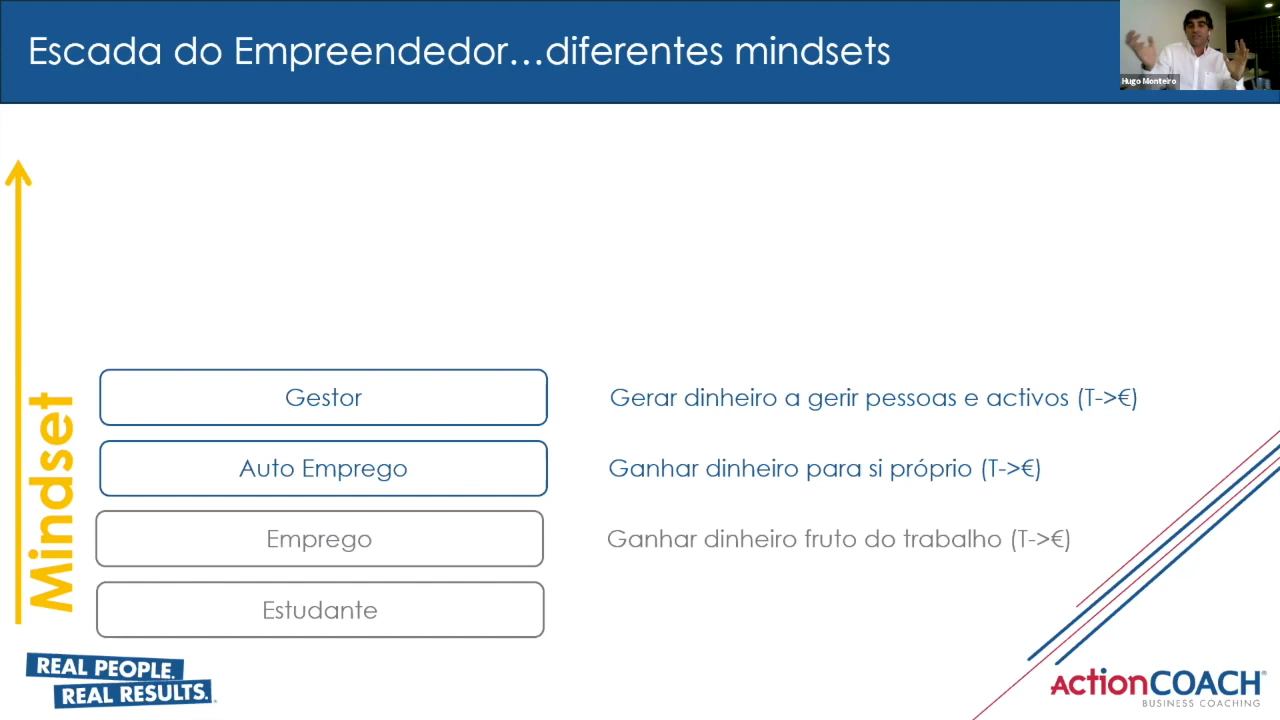 Escada do Empreendedor...diferentes mindsets
Hugo Monteiro
Mindset
Gestor
Gerar dinheiro a gerir pessoas e activos (T->€)
Auto Emprego
Ganhar dinheiro para si próprio (T->€)
Emprego
Ganhar dinheiro fruto do trabalho (T->€)
Estudante
REAL PEOPLE.
REAL RESULTS.
ActionCOACH®
BUSINESS COACHING